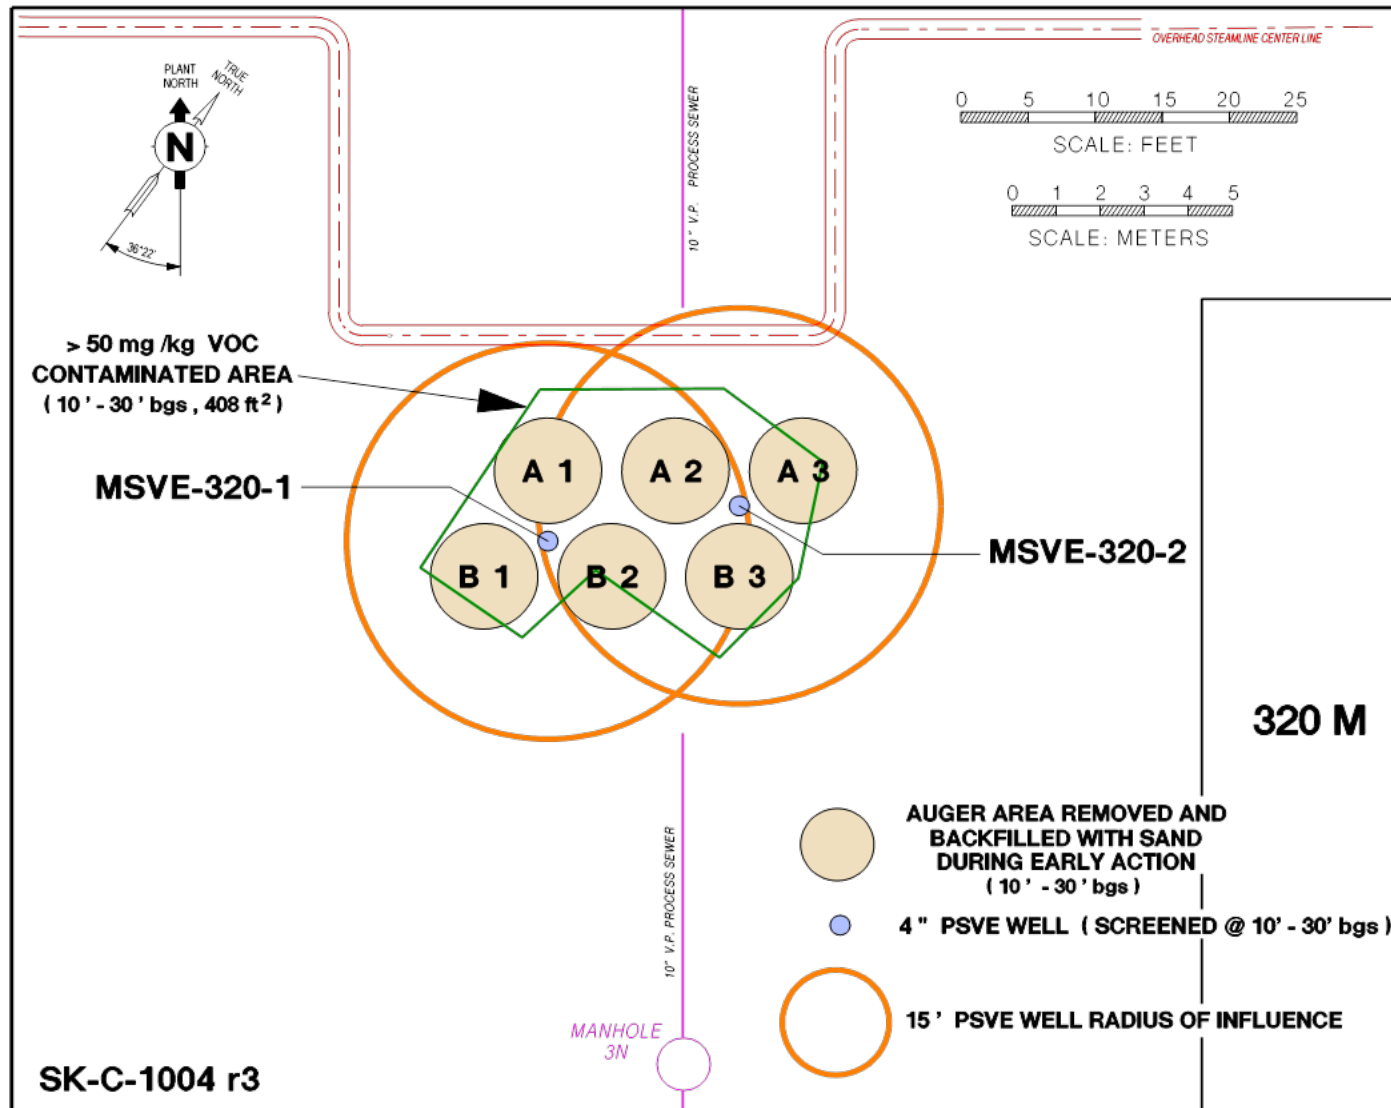 OVERHEAD STEAMLINE CENTER LINE
PLANT
NORTH
TRUE
NORTH
N
36°22'
10" V.P. PROCESS SEWER
0 5 10 15 20 25
SCALE: FEET
0 1 2 3 4 5
SCALE: METERS
> 50 mg /kg VOC
CONTAMINATED AREA
( 10 ' - 30 ' bgs , 408 ft² )
MSVE-320-1
A 1
A 2
A 3
B 1
B 2
B 3
MSVE-320-2
320 M
10" V.P. PROCESS SEWER
AUGER AREA REMOVED AND
BACKFILLED WITH SAND
DURING EARLY ACTION
( 10 ' - 30 ' bgs )
4 " PSVE WELL ( SCREENED @ 10' - 30' bgs )
15 ' PSVE WELL RADIUS OF INFLUENCE
MANHOLE
3N
SK-C-1004 r3